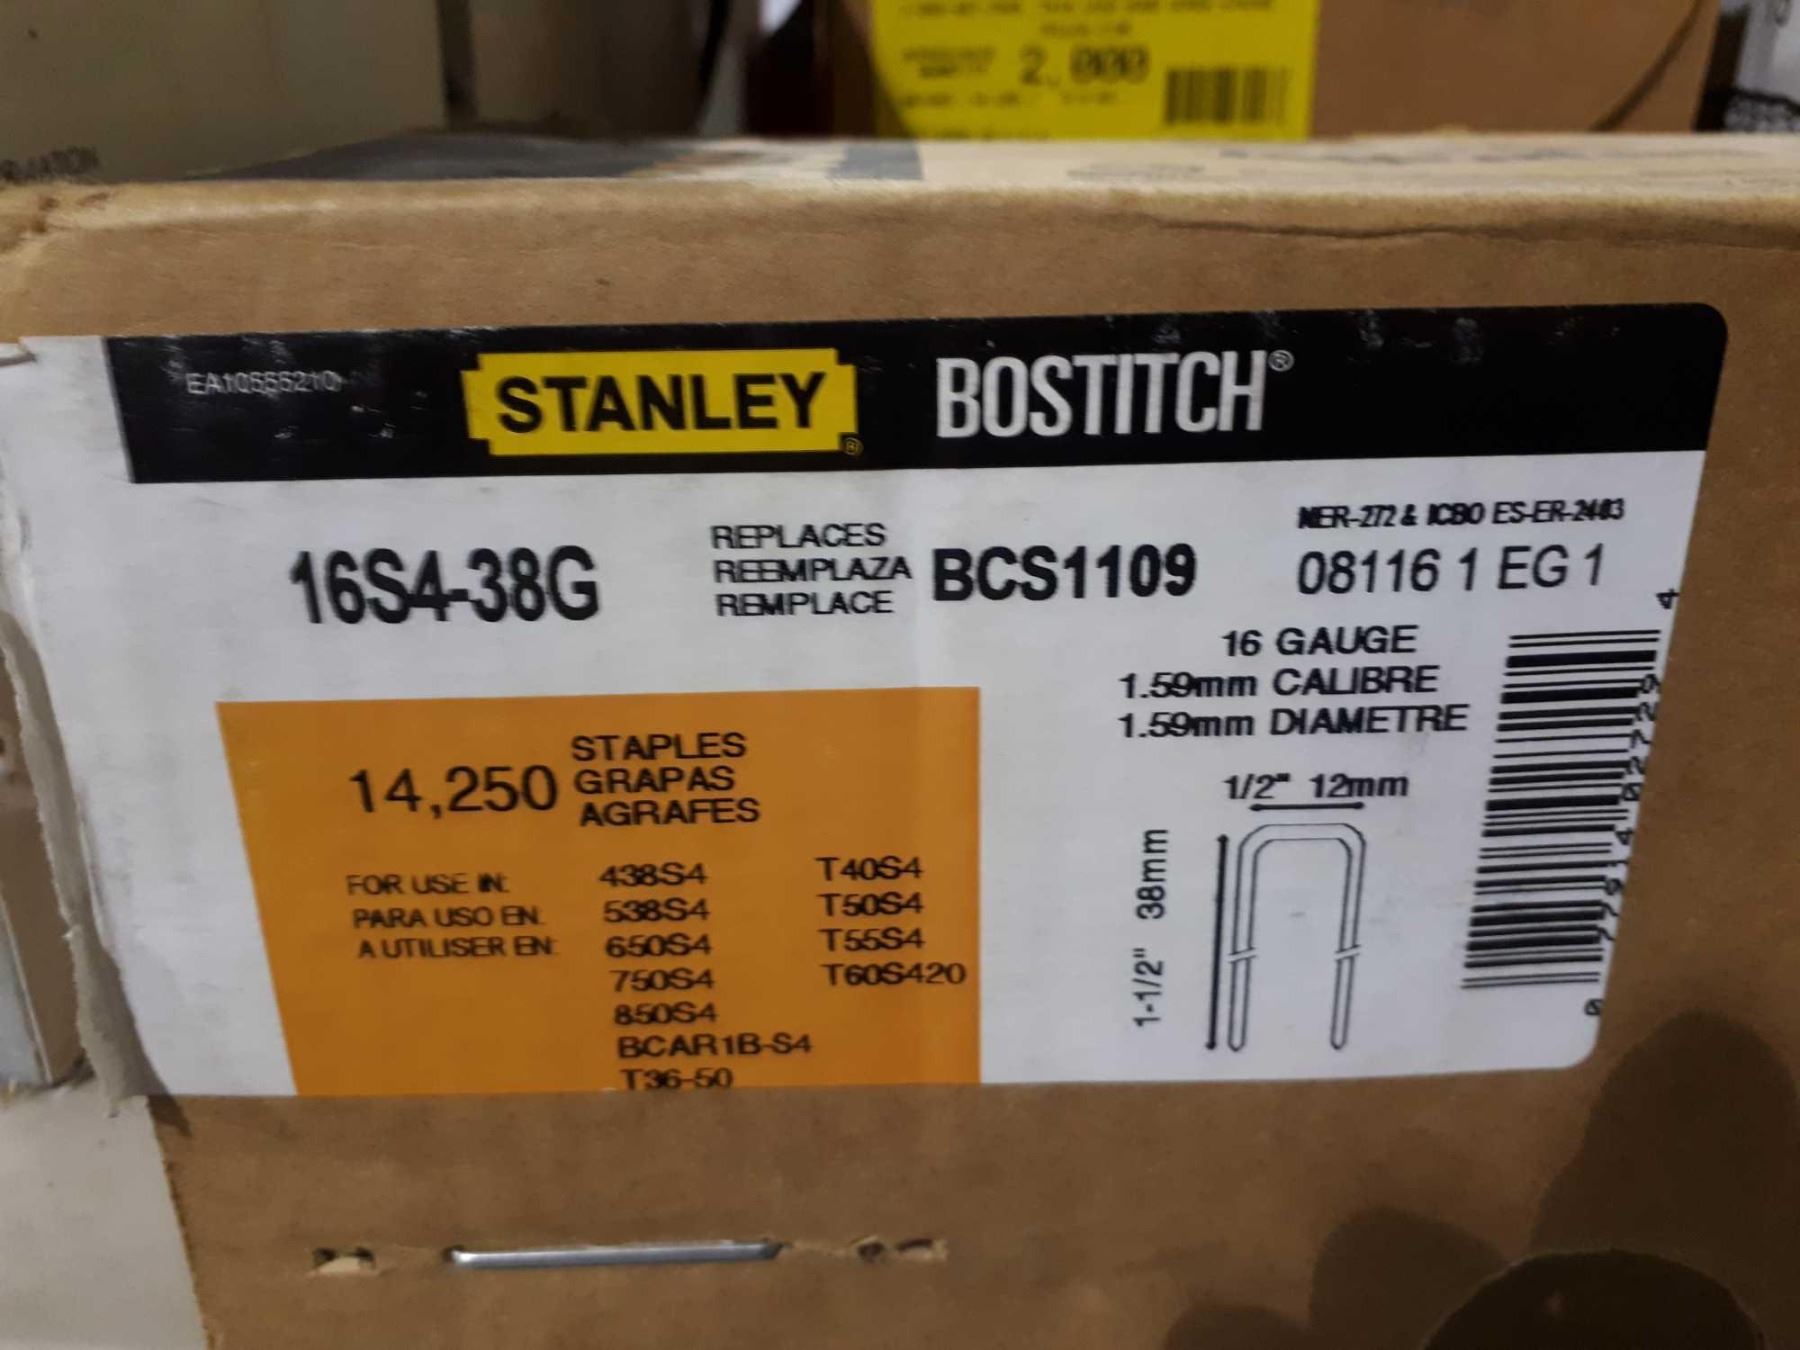 2,000
EA10555210
STANLEY®
BOSTITCH®
NER-272 & ICBO ES-ER-2403
16S4-38G
REPLACES
REEMPLAZA
REMPLACE
BCS1109
08116 1 EG 1
16 GAUGE
1.59mm CALIBRE
1.59mm DIAMETRE
14,250
STAPLES
GRAPAS
AGRAFES
FOR USE IN:
PARA USO EN:
A UTILISER EN:
438S4
538S4
650S4
750S4
850S4
BCAR1B-S4
T36-50
T40S4
T50S4
T55S4
T60S420
1/2" 12mm
1-1/2" 38mm